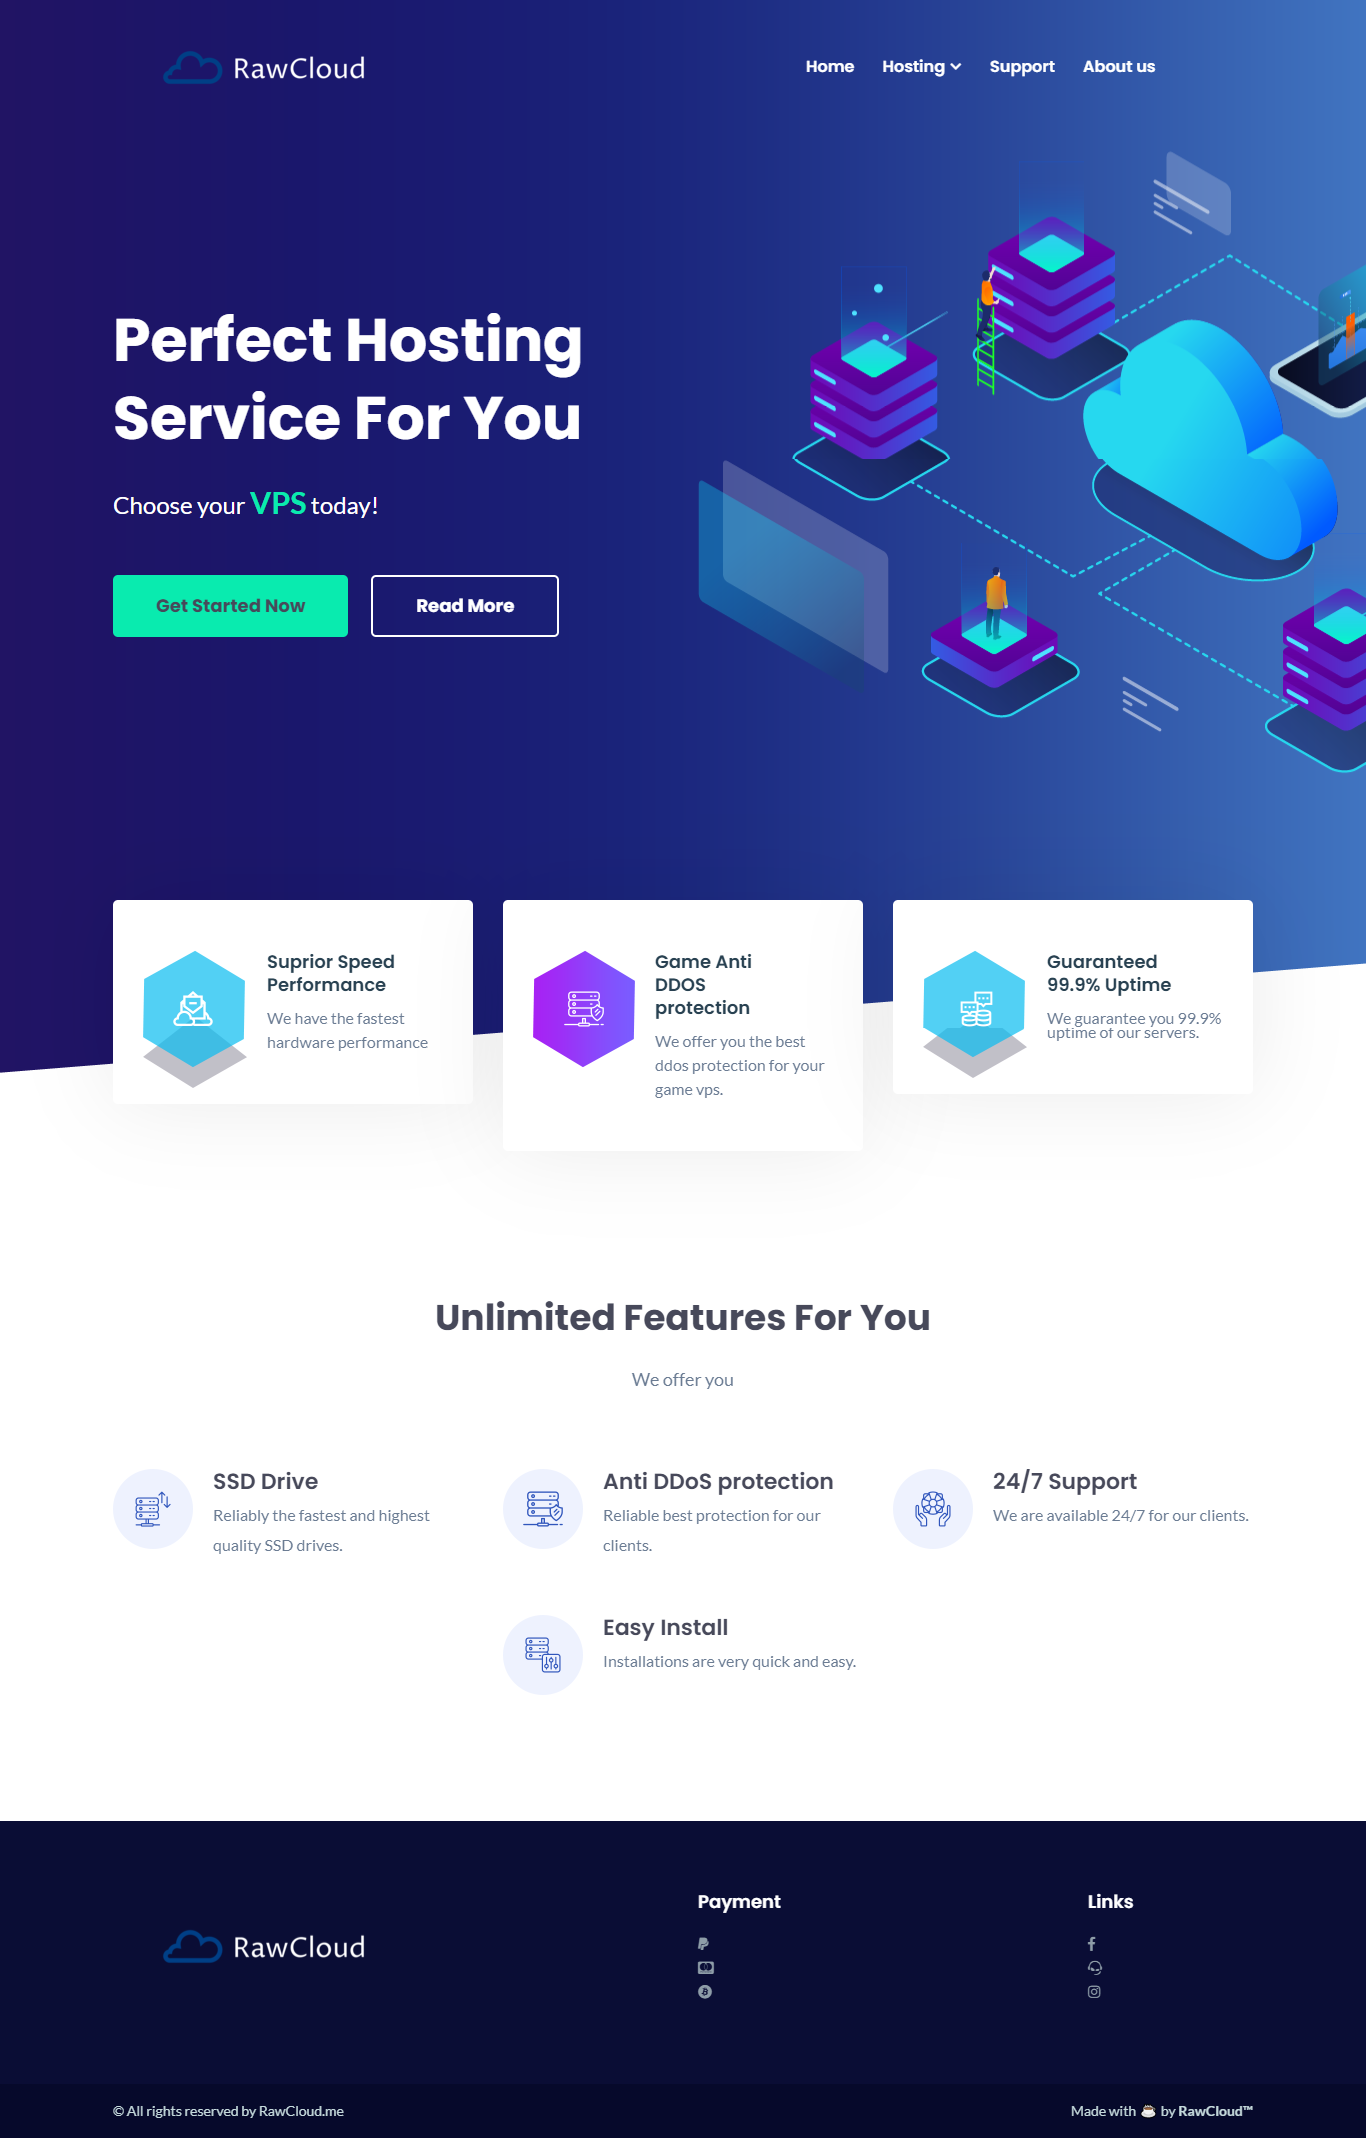 RawCloud
Home Hosting Support About us
Perfect Hosting
Service For You
Choose your VPS today!
Get Started Now
Read More
Suprior Speed
Performance
We have the fastest
hardware performance
Game Anti
DDOS
protection
We offer you the best
ddos protection for your
game vps.
Guaranteed
99.9% Uptime
We guarantee you 99.9%
uptime of our servers.
Unlimited Features For You
We offer you
SSD Drive
Reliably the fastest and highest
quality SSD drives.
Anti DDoS protection
Reliable best protection for our
clients.
24/7 Support
We are available 24/7 for our clients.
Easy Install
Installations are very quick and easy.
RawCloud
Payment
Links
© All rights reserved by RawCloud.me
Made with ☕ by RawCloud™